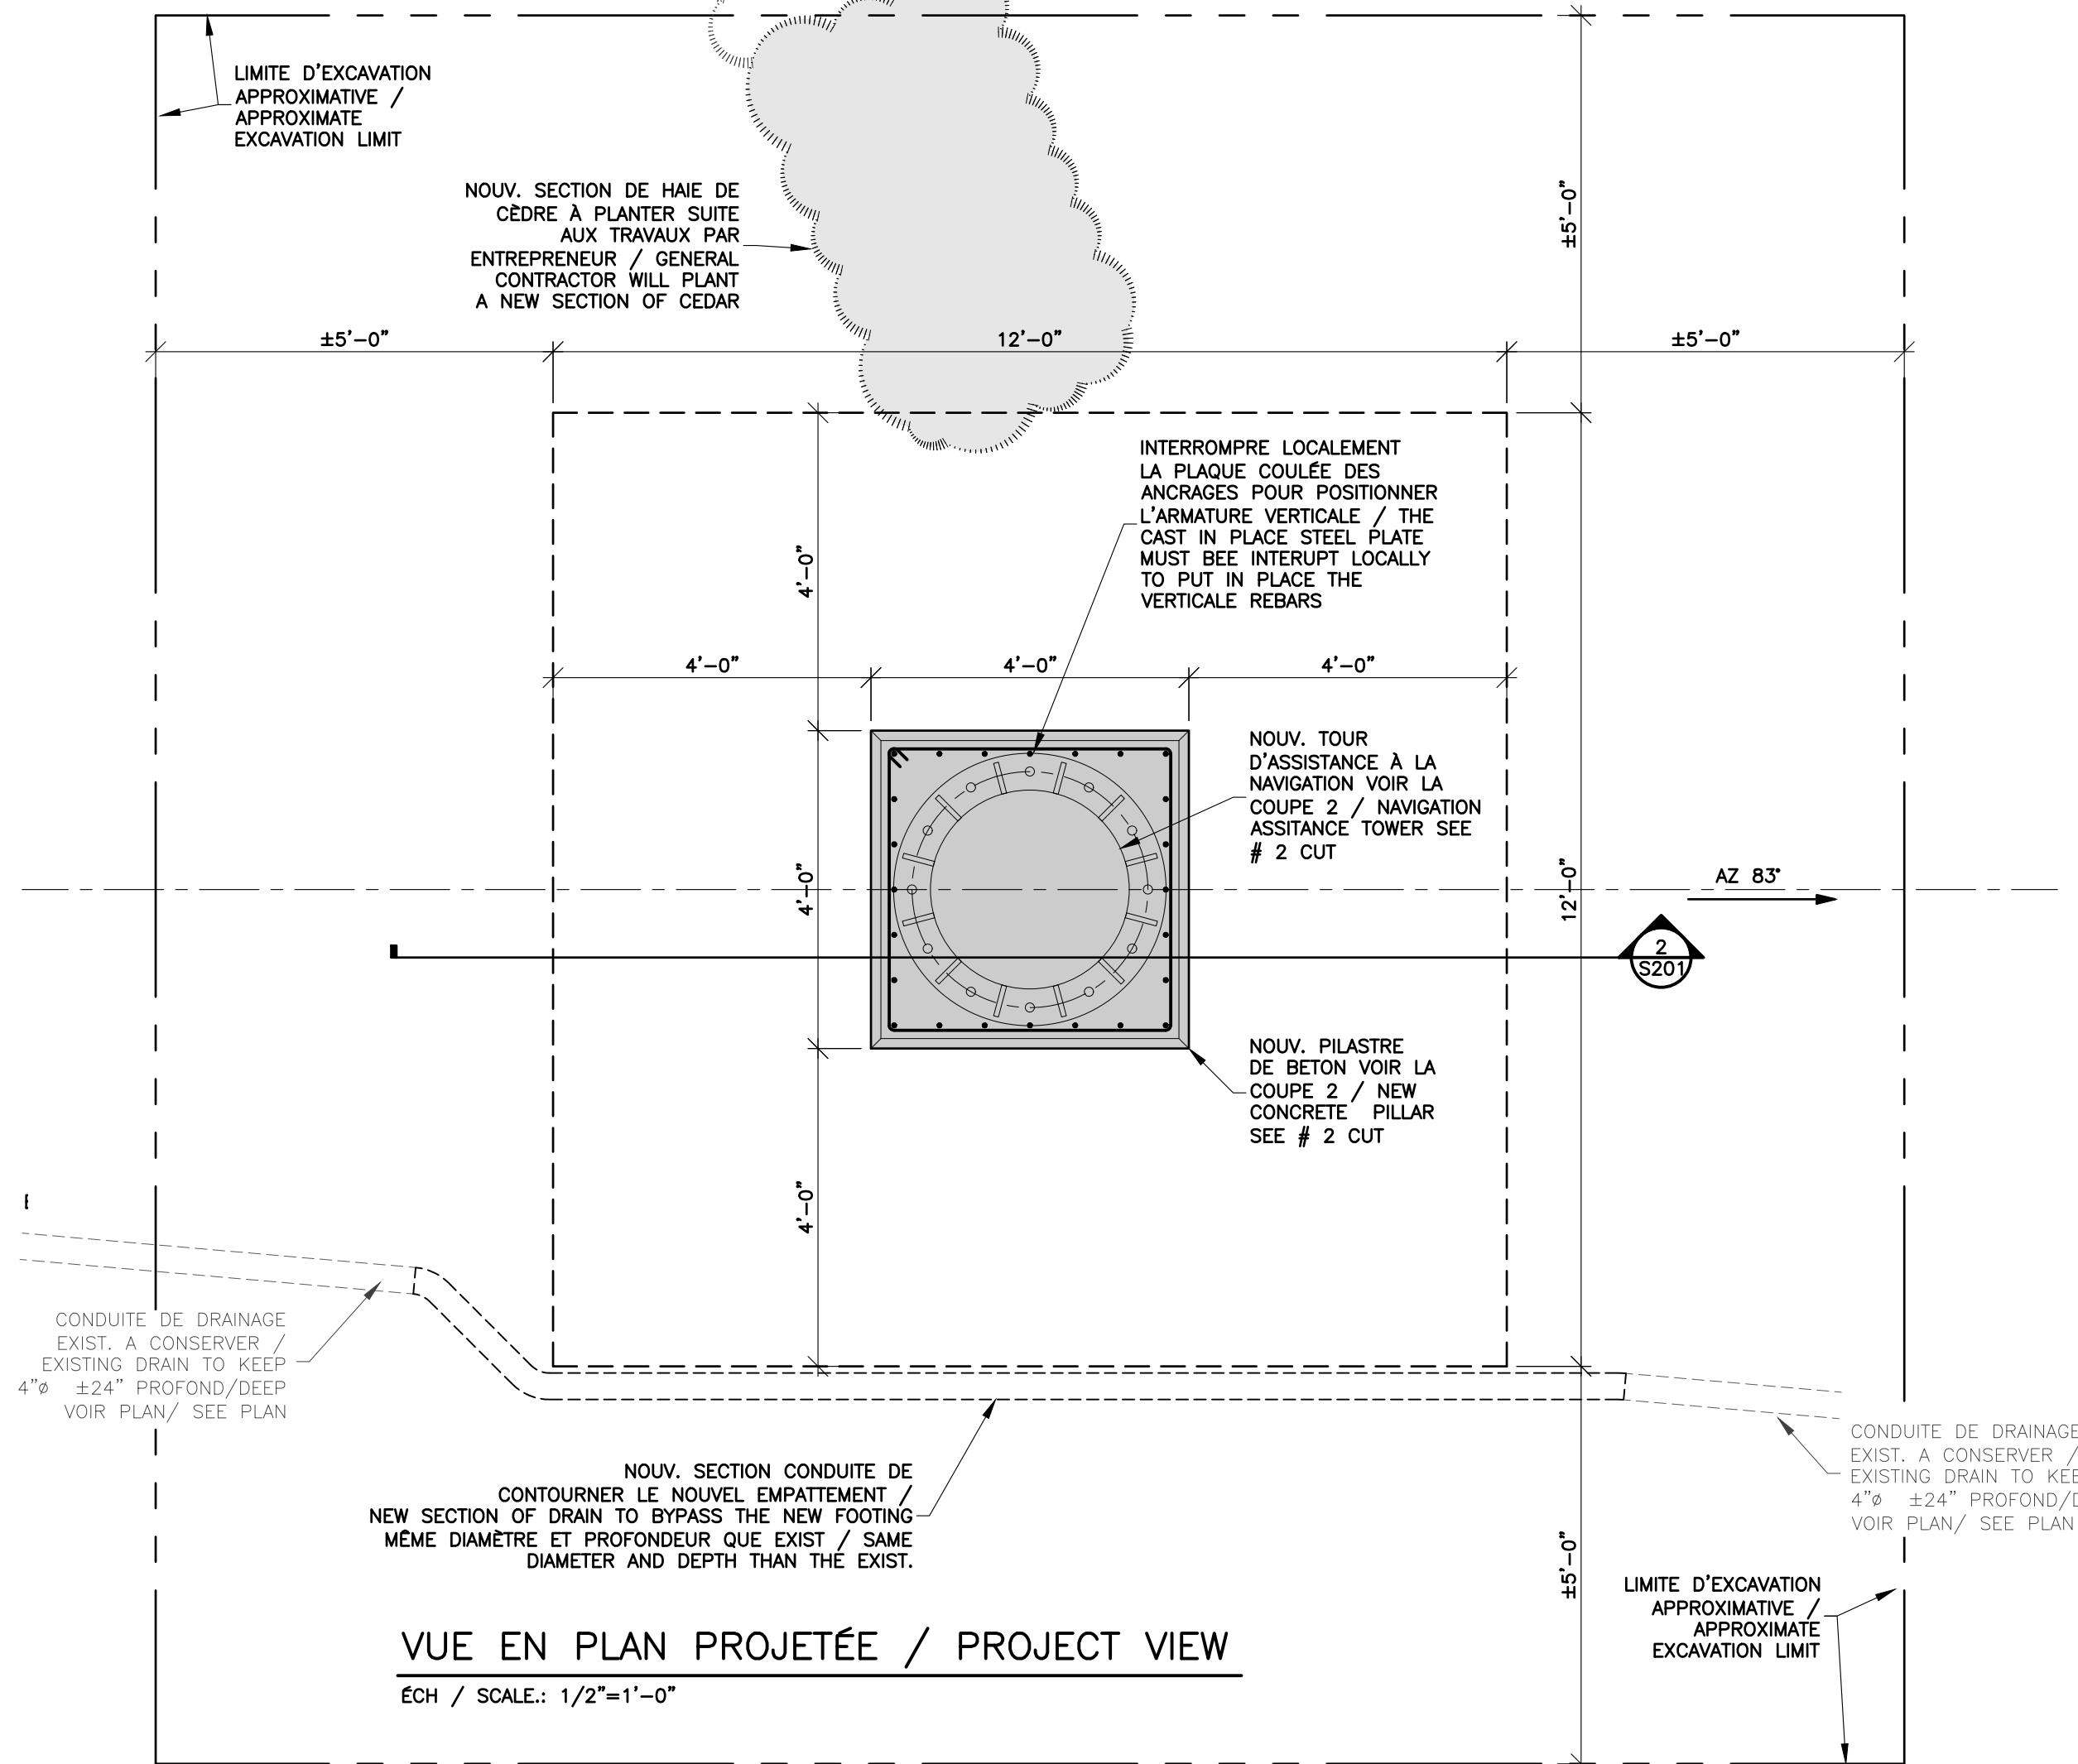 LIMITE D'EXCAVATION
APPROXIMATIVE /
APPROXIMATE
EXCAVATION LIMIT
NOUV. SECTION DE HAIE DE
CÈDRE À PLANTER SUITE
AUX TRAVAUX PAR
ENTREPRENEUR / GENERAL
CONTRACTOR WILL PLANT
A NEW SECTION OF CEDAR
±5'-0"
±5'-0"
12'-0"
±5'-0"
INTERROMPRE LOCALEMENT
LA PLAQUE COULÉE DES
ANCRAGES POUR POSITIONNER
L'ARMATURE VERTICALE / THE
CAST IN PLACE STEEL PLATE
MUST BEE INTERUPT LOCALLY
TO PUT IN PLACE THE
VERTICALE REBARS
4'-0"
4'-0"
4'-0"
4'-0"
NOUV. TOUR
D'ASSISTANCE À LA
NAVIGATION VOIR LA
COUPE 2 / NAVIGATION
ASSITANCE TOWER SEE
# 2 CUT
4'-0"
12'-0"
AZ 83°
2
S201
NOUV. PILASTRE
DE BETON VOIR LA
COUPE 2 / NEW
CONCRETE PILLAR
SEE # 2 CUT
4'-0"
CONDUITE DE DRAINAGE
EXIST. A CONSERVER /
EXISTING DRAIN TO KEEP
4"ø ±24" PROFOND/DEEP
VOIR PLAN/ SEE PLAN
CONDUITE DE DRAINAGE
EXIST. A CONSERVER /
EXISTING DRAIN TO
4"ø ±24" PROFOND/
VOIR PLAN/ SEE PLAN
NOUV. SECTION CONDUITE DE
CONTOURNER LE NOUVEL EMPATTEMENT /
NEW SECTION OF DRAIN TO BYPASS THE NEW FOOTING
MÊME DIAMÈTRE ET PROFONDEUR QUE EXIST / SAME
DIAMETER AND DEPTH THAN THE EXIST.
±5'-0"
LIMITE D'EXCAVATION
APPROXIMATIVE /
APPROXIMATE
EXCAVATION LIMIT
VUE EN PLAN PROJETÉE / PROJECT VIEW
ÉCH / SCALE.: 1/2"=1'-0"